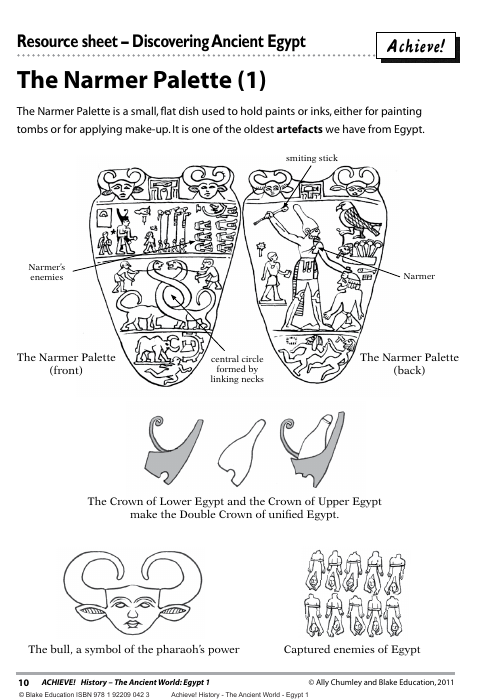 Resource sheet – Discovering Ancient Egypt
Achieve!
The Narmer Palette (1)
The Narmer Palette is a small, flat dish used to hold paints or inks, either for painting
tombs or for applying make-up. It is one of the oldest artefacts we have from Egypt.
smiting stick
Narmer's
enemies
Narmer
The Narmer Palette
(front)
central circle
formed by
linking necks
The Narmer Palette
(back)
The Crown of Lower Egypt and the Crown of Upper Egypt
make the Double Crown of unified Egypt.
The bull, a symbol of the pharaoh's power
Captured enemies of Egypt
10 ACHIEVE! History – The Ancient World: Egypt 1
© Ally Chumley and Blake Education, 2011
© Blake Education ISBN 978 1 92209 042 3 Achieve! History - The Ancient World - Egypt 1